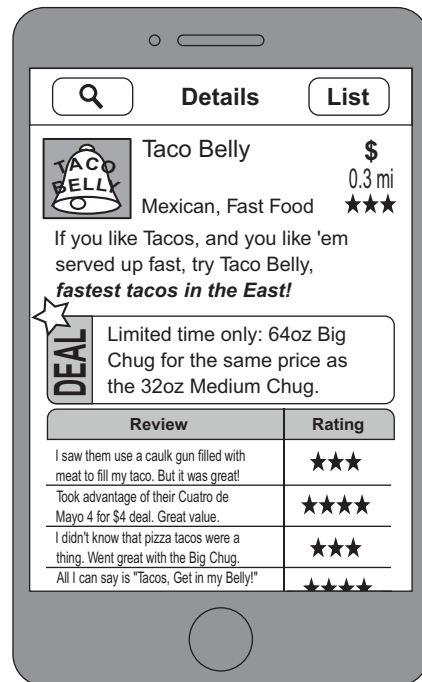 Details
List
TACO
BELLY
Taco Belly
$
0.3 mi
Mexican, Fast Food
If you like Tacos, and you like 'em
served up fast, try Taco Belly,
fastest tacos in the East!
DEAL
Limited time only: 64oz Big
Chug for the same price as
the 32oz Medium Chug.
Review
Rating
I saw them use a caulk gun filled with
meat to fill my taco. But it was great!
Took advantage of their Cuatro de
Mayo 4 for $4 deal. Great value.
I didn't know that pizza tacos were a
thing. Went great with the Big Chug.
All I can say is "Tacos, Get in my Belly!"